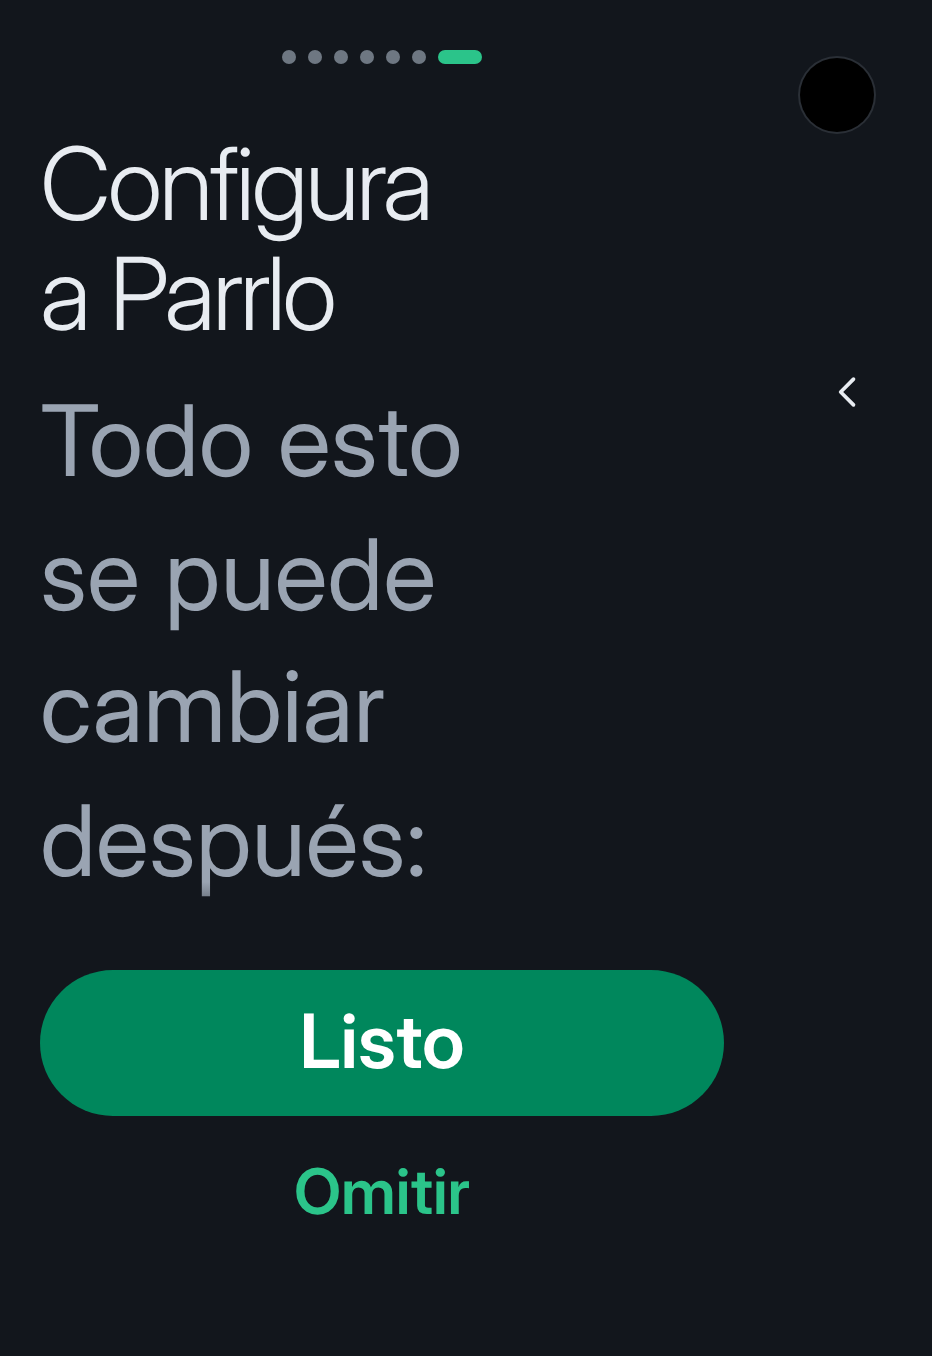 Configura
a Parrlo
Todo esto
se puede
cambiar
después:
Listo
Omitir